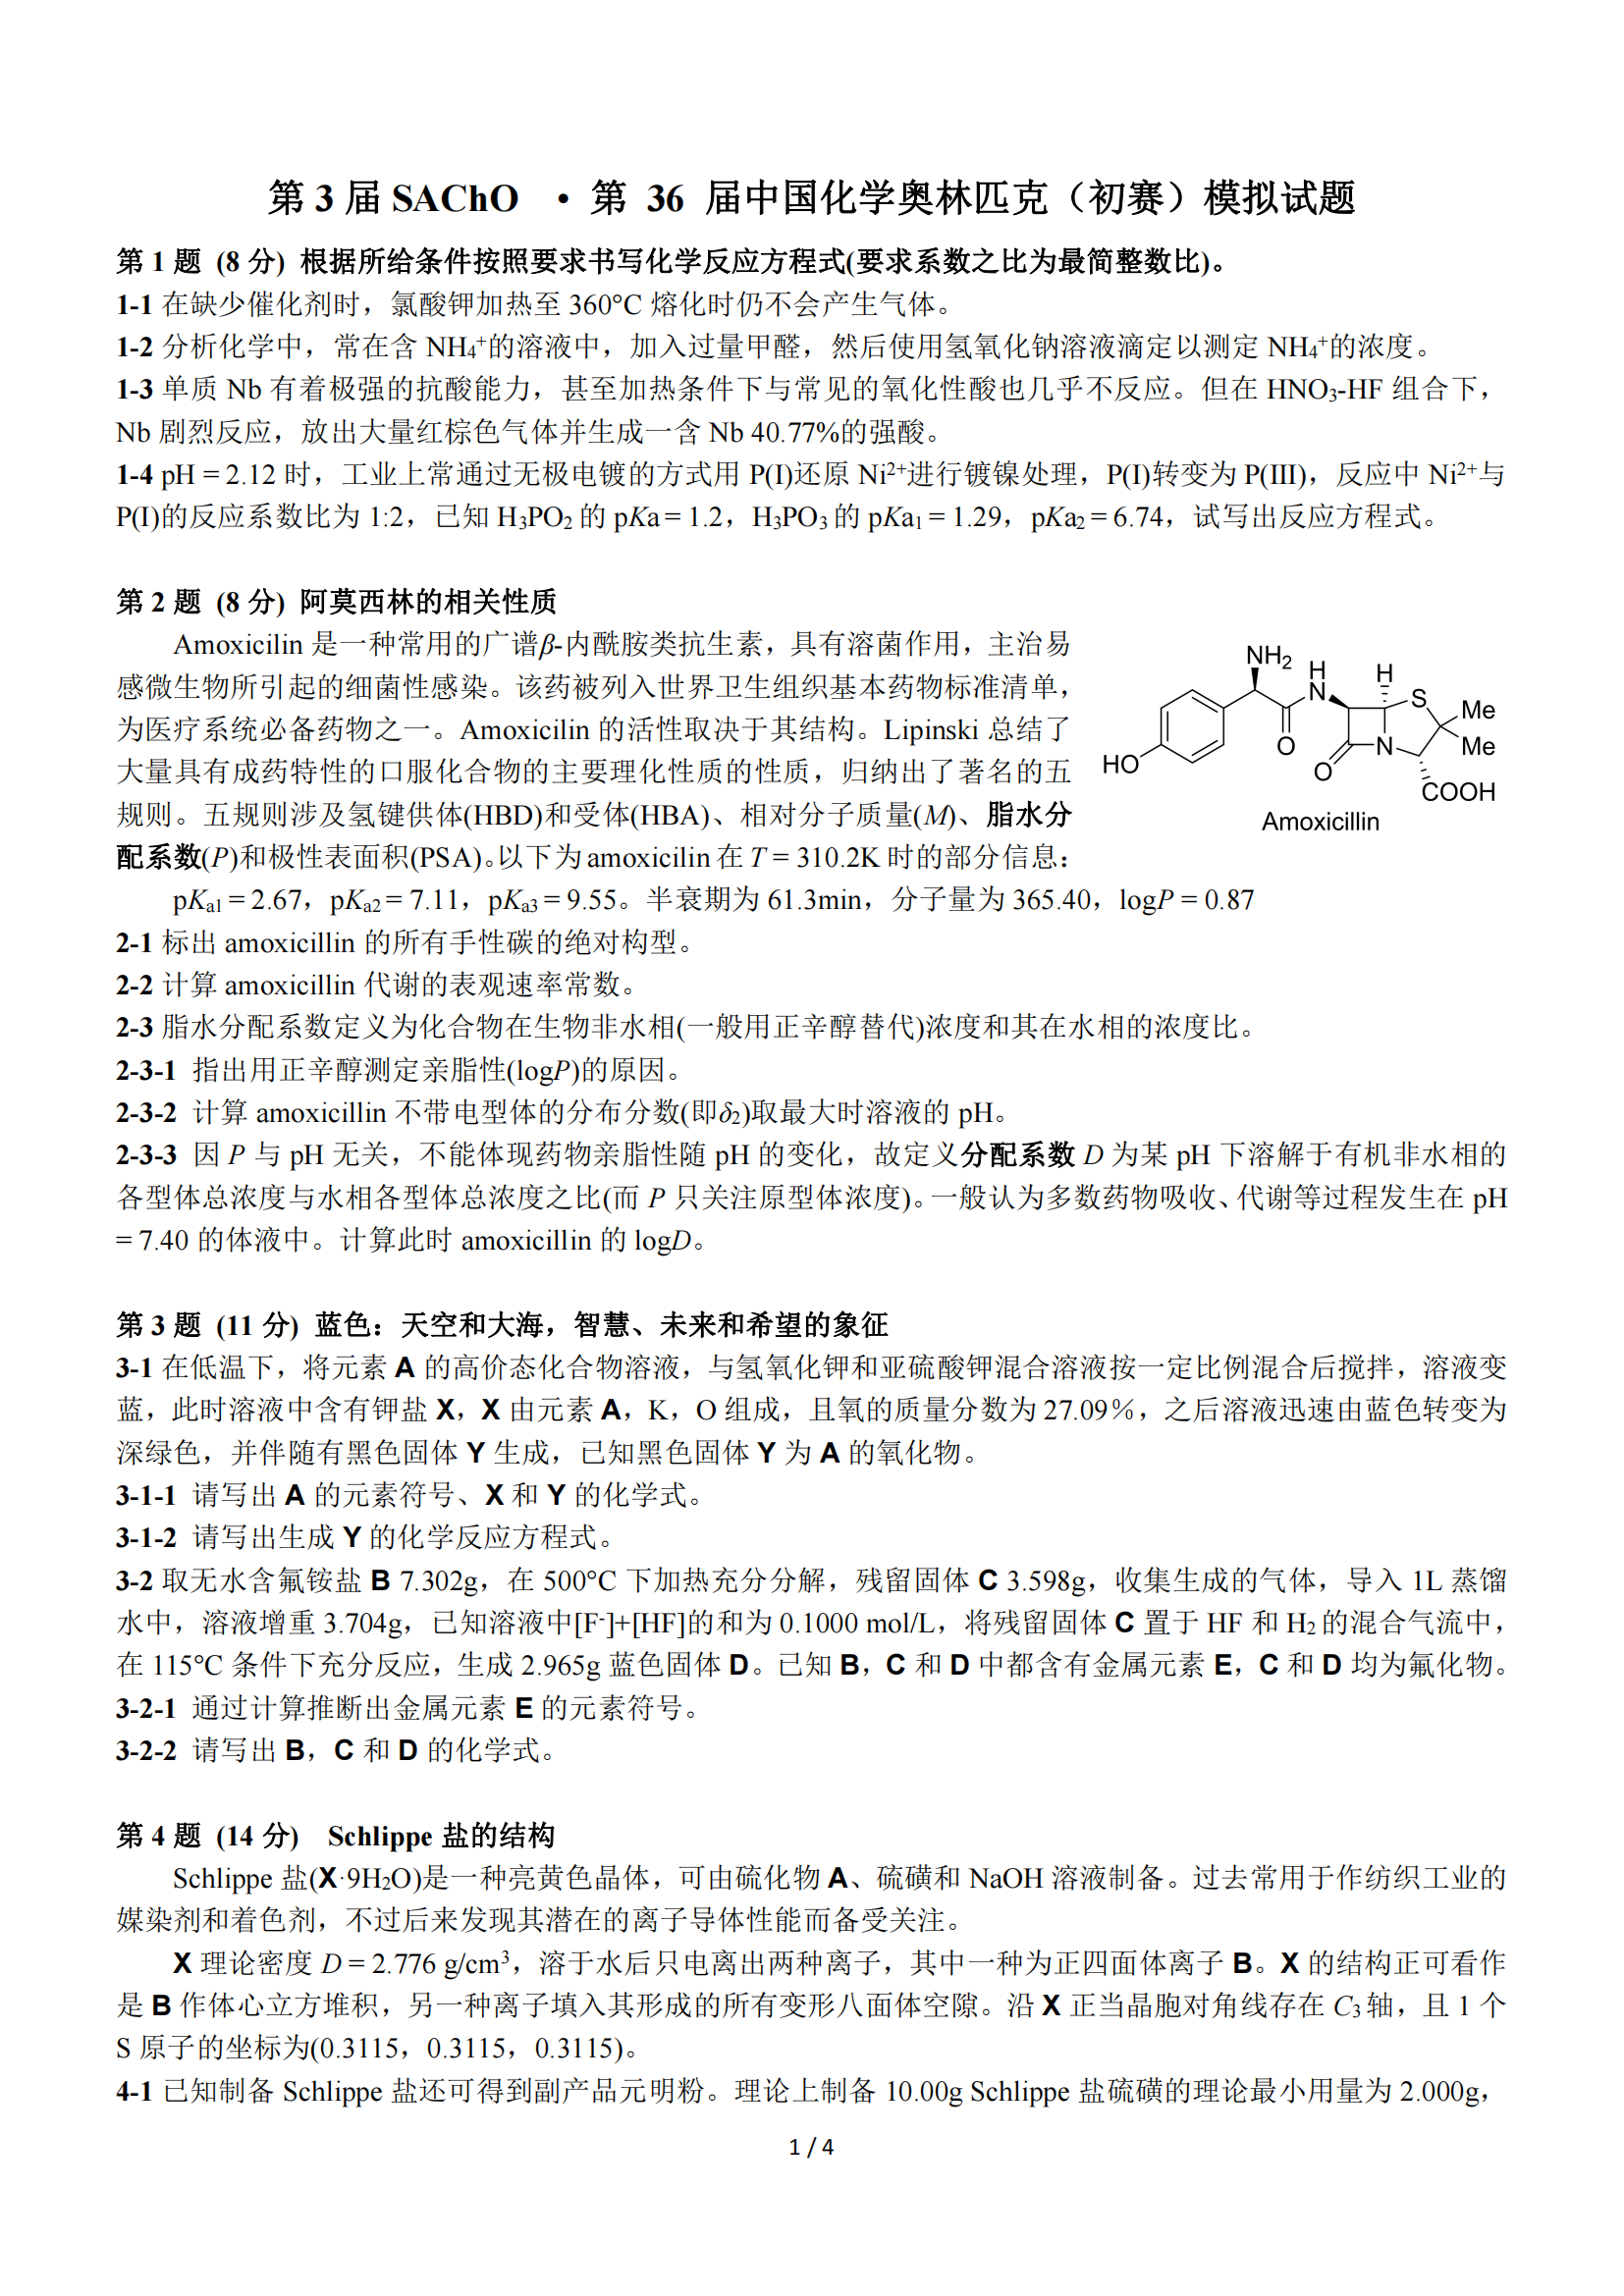 第 3 届 SAChO • 第 36 届中国化学奥林匹克（初赛）模拟试题
第 1 题 (8 分) 根据所给条件按照要求书写化学反应方程式(要求系数之比为最简整数比)。
1-1 在缺少催化剂时，氯酸钾加热至 360°C 熔化时仍不会产生气体。
1-2 分析化学中，常在含 NH₄⁺的溶液中，加入过量甲醛，然后使用氢氧化钠溶液滴定以测定 NH₄⁺的浓度。
1-3 单质 Nb 有着极强的抗酸能力，甚至加热条件下与常见的氧化性酸也几乎不反应。但在 HNO₃-HF 组合下，
Nb 剧烈反应，放出大量红棕色气体并生成一含 Nb 40.77%的强酸。
1-4 pH = 2.12 时，工业上常通过无极电镀的方式用 P(I)还原 Ni²⁺进行镀镍处理，P(I)转变为 P(III)，反应中 Ni²⁺与
P(I)的反应系数比为 1:2，已知 H₃PO₂ 的 pKa = 1.2，H₃PO₃ 的 pKa₁ = 1.29，pKa₂ = 6.74，试写出反应方程式。
第 2 题 (8 分) 阿莫西林的相关性质
Amoxicilin 是一种常用的广谱β-内酰胺类抗生素，具有溶菌作用，主治易
感微生物所引起的细菌性感染。该药被列入世界卫生组织基本药物标准清单，
为医疗系统必备药物之一。Amoxicilin 的活性取决于其结构。Lipinski 总结了
大量具有成药特性的口服化合物的主要理化性质的性质，归纳出了著名的五
规则。五规则涉及氢键供体(HBD)和受体(HBA)、相对分子质量(M)、脂水分
配系数(P)和极性表面积(PSA)。以下为 amoxicilin 在 T = 310.2K 时的部分信息：
NH₂
H
N
H
S
Me
Me
HO
O
O
N
COOH
Amoxicillin
pKₐ₁ = 2.67，pKₐ₂ = 7.11，pKₐ₃ = 9.55。半衰期为 61.3min，分子量为 365.40，logP = 0.87
2-1 标出 amoxicillin 的所有手性碳的绝对构型。
2-2 计算 amoxicillin 代谢的表观速率常数。
2-3 脂水分配系数定义为化合物在生物非水相(一般用正辛醇替代)浓度和其在水相的浓度比。
2-3-1 指出用正辛醇测定亲脂性(logP)的原因。
2-3-2 计算 amoxicillin 不带电型体的分布分数(即δ₂)取最大时溶液的 pH。
2-3-3 因 P 与 pH 无关，不能体现药物亲脂性随 pH 的变化，故定义分配系数 D 为某 pH 下溶解于有机非水相的
各型体总浓度与水相各型体总浓度之比(而 P 只关注原型体浓度)。一般认为多数药物吸收、代谢等过程发生在 pH
= 7.40 的体液中。计算此时 amoxicillin 的 logD。
第 3 题 (11 分) 蓝色：天空和大海，智慧、未来和希望的象征
3-1 在低温下，将元素 A 的高价态化合物溶液，与氢氧化钾和亚硫酸钾混合溶液按一定比例混合后搅拌，溶液变
蓝，此时溶液中含有钾盐 X，X 由元素 A，K，O 组成，且氧的质量分数为 27.09%，之后溶液迅速由蓝色转变为
深绿色，并伴随有黑色固体 Y 生成，已知黑色固体 Y 为 A 的氧化物。
3-1-1 请写出 A 的元素符号、X 和 Y 的化学式。
3-1-2 请写出生成 Y 的化学反应方程式。
3-2 取无水含氟铵盐 B 7.302g，在 500°C 下加热充分分解，残留固体 C 3.598g，收集生成的气体，导入 1L 蒸馏
水中，溶液增重 3.704g，已知溶液中[F⁻]+[HF]的和为 0.1000 mol/L，将残留固体 C 置于 HF 和 H₂ 的混合气流中，
在 115°C 条件下充分反应，生成 2.965g 蓝色固体 D。已知 B，C 和 D 中都含有金属元素 E，C 和 D 均为氟化物。
3-2-1 通过计算推断出金属元素 E 的元素符号。
3-2-2 请写出 B，C 和 D 的化学式。
第 4 题 (14 分) Schlippe 盐的结构
Schlippe 盐(X·9H₂O)是一种亮黄色晶体，可由硫化物 A、硫磺和 NaOH 溶液制备。过去常用于作纺织工业的
媒染剂和着色剂，不过后来发现其潜在的离子导体性能而备受关注。
X 理论密度 D = 2.776 g/cm³，溶于水后只电离出两种离子，其中一种为正四面体离子 B。X 的结构正可看作
是 B 作体心立方堆积，另一种离子填入其形成的所有变形八面体空隙。沿 X 正当晶胞对角线存在 C₃ 轴，且 1 个
S 原子的坐标为(0.3115，0.3115，0.3115)。
4-1 已知制备 Schlippe 盐还可得到副产品元明粉。理论上制备 10.00g Schlippe 盐硫磺的理论最小用量为 2.000g，
1 / 4